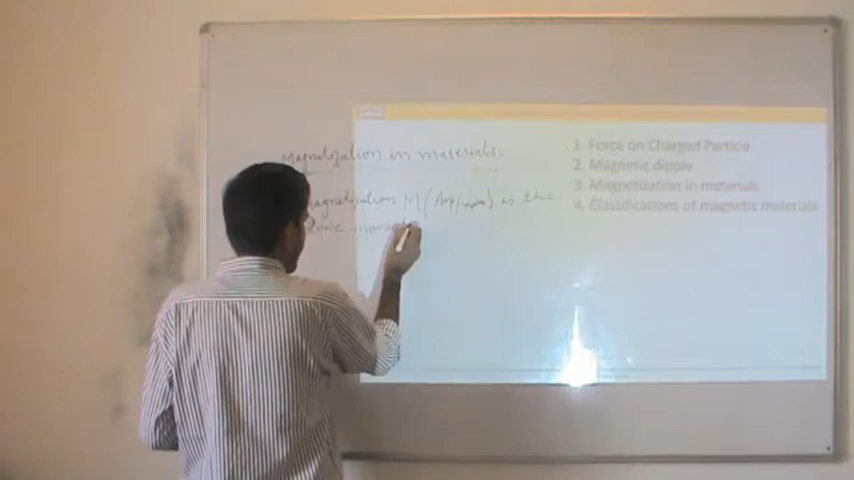 Magnetization in materials.
magnetization M (Amp/meter) is the
moment
1. Force on Charged Particle
2. Magnetic dipole
3. Magnetization in materials
4. Classifications of magnetic materials